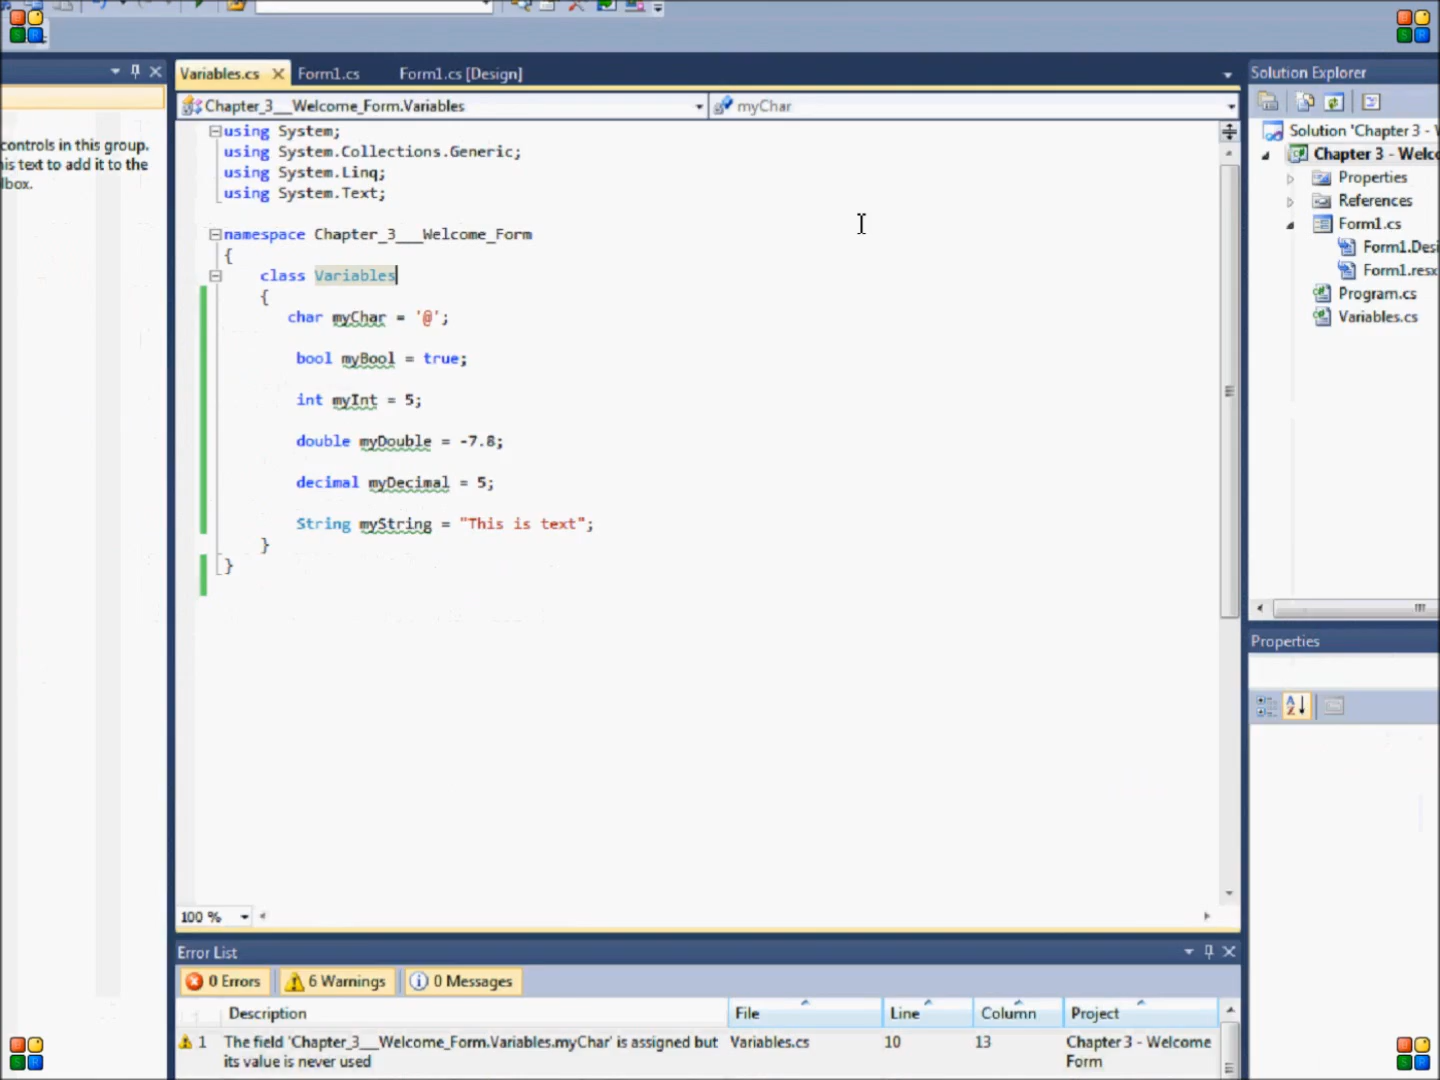 Variables.cs
Form1.cs
Form1.cs [Design]
Solution Explorer
Chapter_3___Welcome_Form.Variables
myChar
controls in this group.
his text to add it to the
lbox.
using System;
using System.Collections.Generic;
using System.Linq;
using System.Text;
namespace Chapter_3___Welcome_Form
{
class Variables
{
char myChar = '@';
bool myBool = true;
int myInt = 5;
double myDouble = -7.8;
decimal myDecimal = 5;
String myString = "This is text";
}
}
Solution 'Chapter 3 - W
Chapter 3 - Welco
Properties
References
Form1.cs
Form1.Desi
Form1.resx
Program.cs
Variables.cs
Properties
100 %
Error List
0 Errors
6 Warnings
0 Messages
Description
File
Line
Column
Project
1
The field 'Chapter_3___Welcome_Form.Variables.myChar' is assigned but
its value is never used
Variables.cs
10
13
Chapter 3 - Welcome
Form